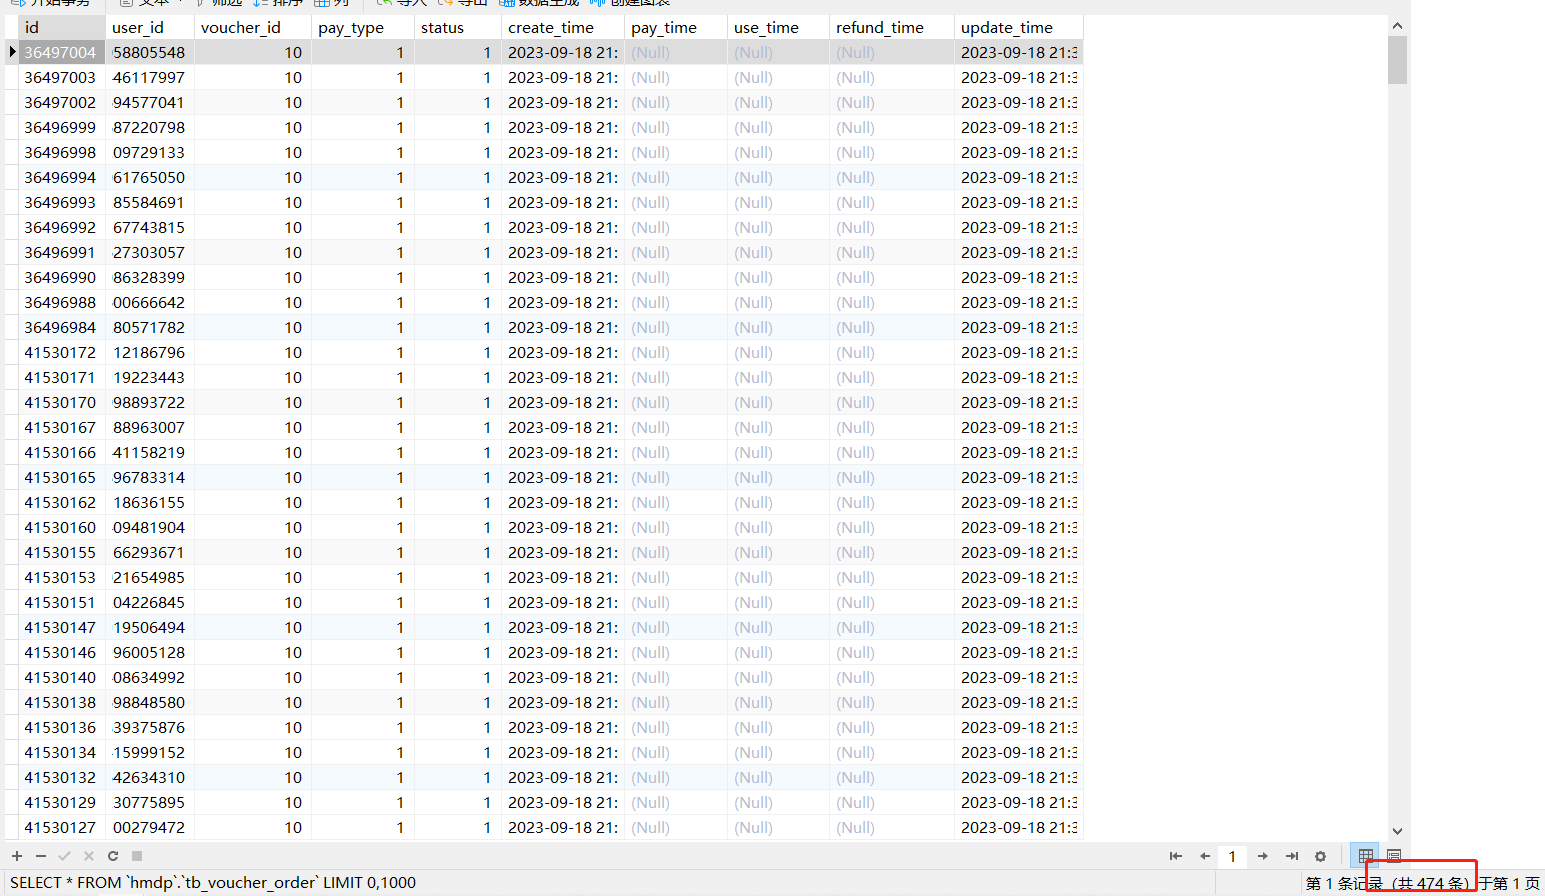 开始事务 文本 筛选 排序 列 导入 导出 数据生成 创建图表
id user_id voucher_id pay_type status create_time pay_time use_time refund_time update_time
36497004 58805548 10 1 1 2023-09-18 21: (Null) (Null) (Null) 2023-09-18 21:3
36497003 46117997 10 1 1 2023-09-18 21: (Null) (Null) (Null) 2023-09-18 21:3
36497002 94577041 10 1 1 2023-09-18 21: (Null) (Null) (Null) 2023-09-18 21:3
36496999 87220798 10 1 1 2023-09-18 21: (Null) (Null) (Null) 2023-09-18 21:3
36496998 09729133 10 1 1 2023-09-18 21: (Null) (Null) (Null) 2023-09-18 21:3
36496994 61765050 10 1 1 2023-09-18 21: (Null) (Null) (Null) 2023-09-18 21:3
36496993 85584691 10 1 1 2023-09-18 21: (Null) (Null) (Null) 2023-09-18 21:3
36496992 67743815 10 1 1 2023-09-18 21: (Null) (Null) (Null) 2023-09-18 21:3
36496991 27303057 10 1 1 2023-09-18 21: (Null) (Null) (Null) 2023-09-18 21:3
36496990 86328399 10 1 1 2023-09-18 21: (Null) (Null) (Null) 2023-09-18 21:3
36496988 00666642 10 1 1 2023-09-18 21: (Null) (Null) (Null) 2023-09-18 21:3
36496984 80571782 10 1 1 2023-09-18 21: (Null) (Null) (Null) 2023-09-18 21:3
41530172 12186796 10 1 1 2023-09-18 21: (Null) (Null) (Null) 2023-09-18 21:3
41530171 19223443 10 1 1 2023-09-18 21: (Null) (Null) (Null) 2023-09-18 21:3
41530170 98893722 10 1 1 2023-09-18 21: (Null) (Null) (Null) 2023-09-18 21:3
41530167 88963007 10 1 1 2023-09-18 21: (Null) (Null) (Null) 2023-09-18 21:3
41530166 41158219 10 1 1 2023-09-18 21: (Null) (Null) (Null) 2023-09-18 21:3
41530165 96783314 10 1 1 2023-09-18 21: (Null) (Null) (Null) 2023-09-18 21:3
41530162 18636155 10 1 1 2023-09-18 21: (Null) (Null) (Null) 2023-09-18 21:3
41530160 09481904 10 1 1 2023-09-18 21: (Null) (Null) (Null) 2023-09-18 21:3
41530155 66293671 10 1 1 2023-09-18 21: (Null) (Null) (Null) 2023-09-18 21:3
41530153 21654985 10 1 1 2023-09-18 21: (Null) (Null) (Null) 2023-09-18 21:3
41530151 04226845 10 1 1 2023-09-18 21: (Null) (Null) (Null) 2023-09-18 21:3
41530147 19506494 10 1 1 2023-09-18 21: (Null) (Null) (Null) 2023-09-18 21:3
41530146 96005128 10 1 1 2023-09-18 21: (Null) (Null) (Null) 2023-09-18 21:3
41530140 08634992 10 1 1 2023-09-18 21: (Null) (Null) (Null) 2023-09-18 21:3
41530138 98848580 10 1 1 2023-09-18 21: (Null) (Null) (Null) 2023-09-18 21:3
41530136 39375876 10 1 1 2023-09-18 21: (Null) (Null) (Null) 2023-09-18 21:3
41530134 15999152 10 1 1 2023-09-18 21: (Null) (Null) (Null) 2023-09-18 21:3
41530132 42634310 10 1 1 2023-09-18 21: (Null) (Null) (Null) 2023-09-18 21:3
41530129 30775895 10 1 1 2023-09-18 21: (Null) (Null) (Null) 2023-09-18 21:3
41530127 00279472 10 1 1 2023-09-18 21: (Null) (Null) (Null) 2023-09-18 21:3
1
SELECT * FROM `hmdp`.`tb_voucher_order` LIMIT 0,1000 第 1 条记录（共 474 条）于第 1 页